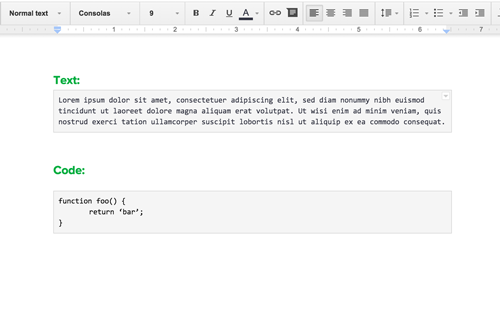 Normal text Consolas 9 B I U A
1 2 3 4 5 6 7
Text:
Lorem ipsum dolor sit amet, consectetuer adipiscing elit, sed diam nonummy nibh euismod
tincidunt ut laoreet dolore magna aliquam erat volutpat. Ut wisi enim ad minim veniam, quis
nostrud exerci tation ullamcorper suscipit lobortis nisl ut aliquip ex ea commodo consequat.
Code:
function foo() {
return ‘bar’;
}